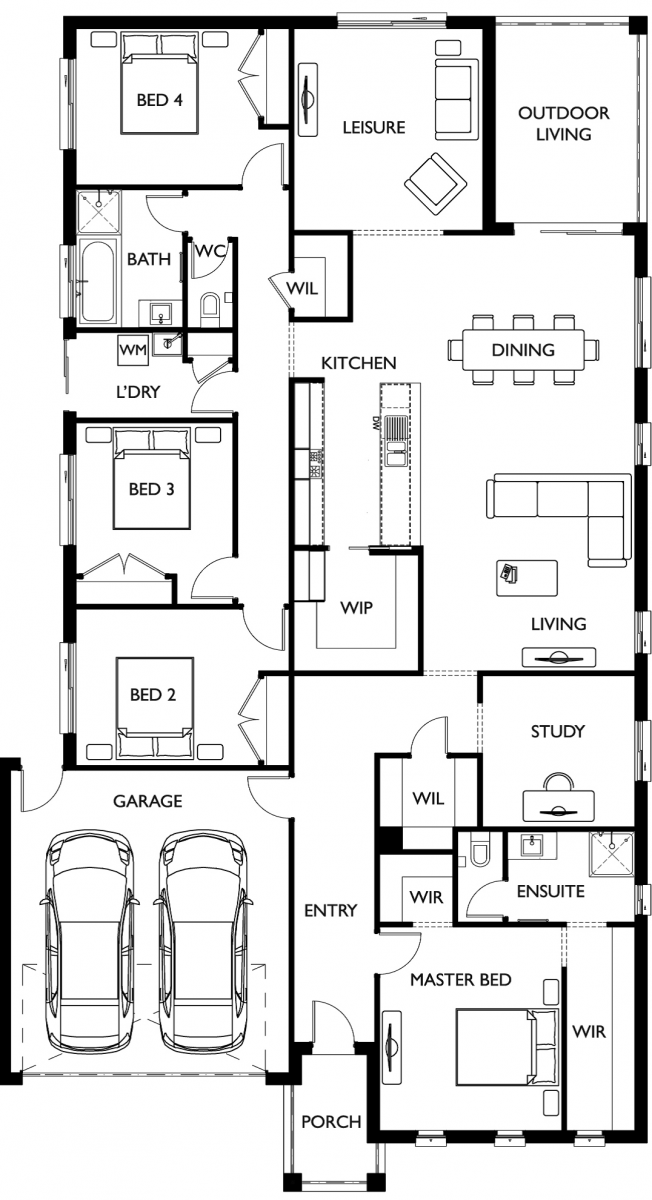 BED 4
LEISURE
OUTDOOR
LIVING
BATH
WC
WIL
WM
L'DRY
KITCHEN
DINING
DW
BED 3
WIP
LIVING
BED 2
STUDY
GARAGE
WIL
WIR
ENSUITE
ENTRY
MASTER BED
WIR
PORCH